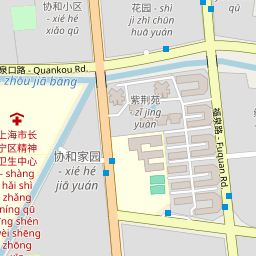 协和小区
- xié hé
xiǎo qū
花园 - shì
jì zhī chūn
huā yuán
泉口路 - Quankou Rd.
zhōu jiā bāng
紫荆苑
- zǐ jīng
yuán
福泉路 - Fuquan Rd.
上海市长
宁区精神
卫生中心
- shàng
hǎi shì
zhǎng
níng qū
jīng shén
wèi shēng
zhōng
协和家园
- xié hé
jiā yuán